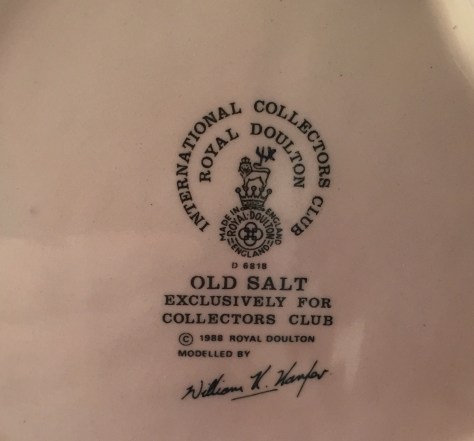 INTERNATIONAL COLLECTORS CLUB
ROYAL DOULTON
MADE IN ENGLAND
ROYAL·DOULTON
ENGLAND
D 6818
OLD SALT
EXCLUSIVELY FOR
COLLECTORS CLUB
© 1988 ROYAL DOULTON
MODELLED BY
William K. Harper